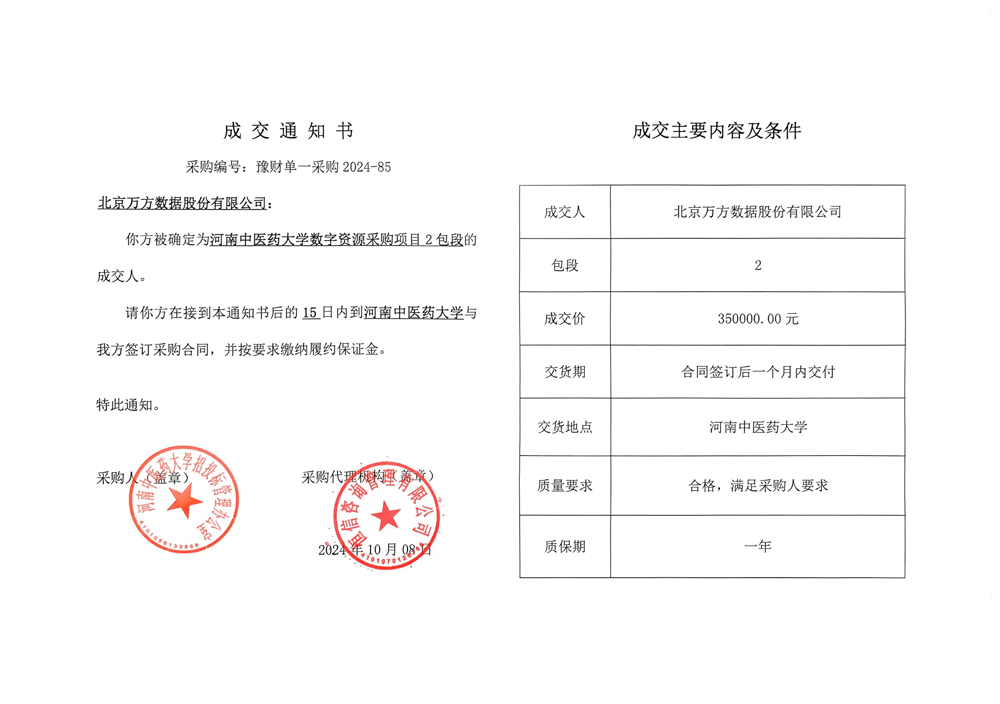 成交通知书
采购编号：豫财单一采购 2024-85
北京万方数据股份有限公司：
你方被确定为河南中医药大学数字资源采购项目 2 包段的
成交人。
请你方在接到本通知书后的 15 日内到河南中医药大学与
我方签订采购合同，并按要求缴纳履约保证金。
特此通知。
采购人（盖章）
河南中医药大学招投标管理办公室
采购代理机构（盖章）
信咨询管理有限公司
2024 年 10 月 08 日
成交主要内容及条件
成交人 北京万方数据股份有限公司
包段 2
成交价 350000.00 元
交货期 合同签订后一个月内交付
交货地点 河南中医药大学
质量要求 合格，满足采购人要求
质保期 一年